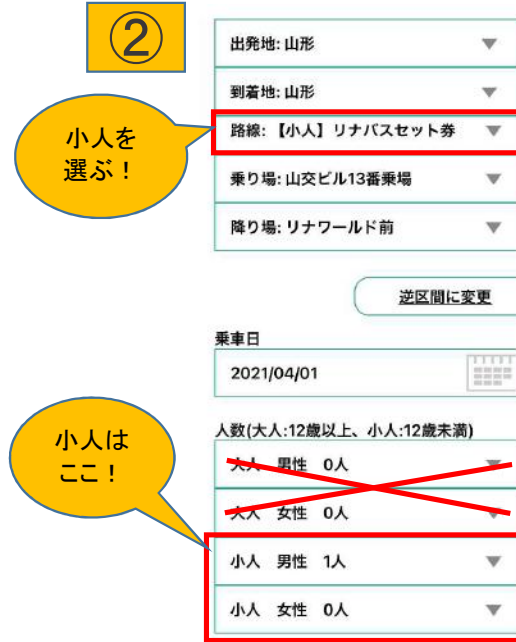 ②
出発地: 山形
到着地: 山形
小人を
選ぶ！
路線: 【小人】リナバスセット券
乗り場: 山交ビル13番乗場
降り場: リナワールド前
逆区間に変更
乗車日
2021/04/01
人数(大人:12歳以上、小人:12歳未満)
小人は
ここ！
大人 男性 0人
大人 女性 0人
小人 男性 1人
小人 女性 0人